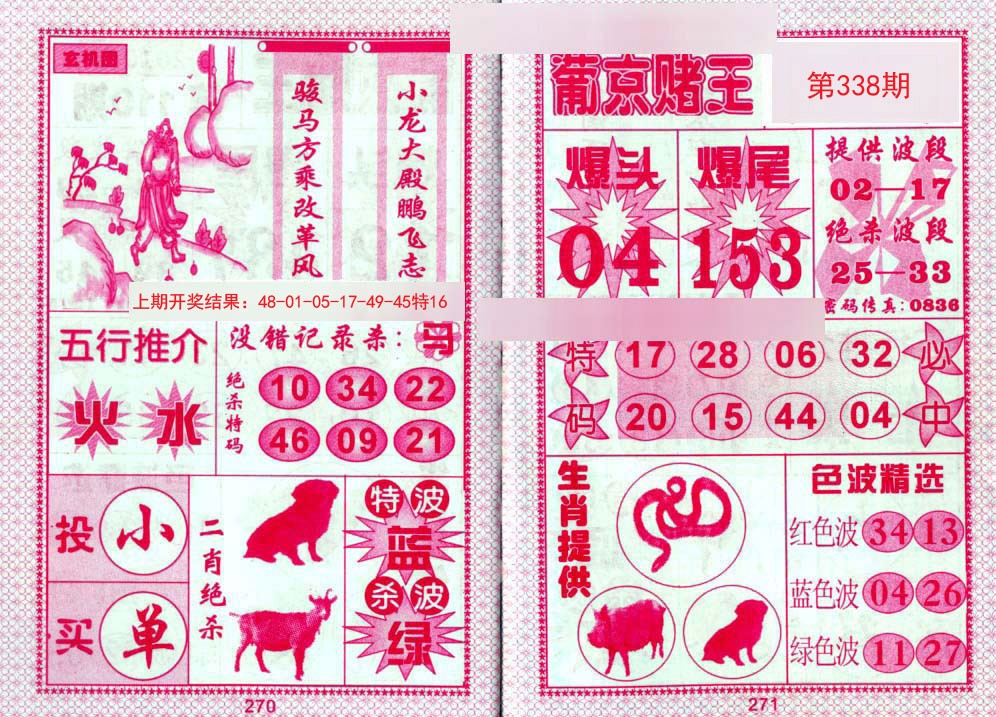 玄机图
小龙大殿鹏飞志
骏马方乘改革风
上期开奖结果：48-01-05-17-49-45特16
五行推介
火 水
没错记录杀：马
绝杀特码
10 34 22
46 09 21
投 小
买 单
二肖绝杀
特波
蓝
杀波
绿
270
葡京赌王
第338期
爆头
04
爆尾
153
提供波段
02—17
绝杀波段
25—33
密码传真：0836
特码
17 28 06 32
20 15 44 04
必中
生肖提供
色波精选
红色波 34 13
蓝色波 04 26
绿色波 11 27
271